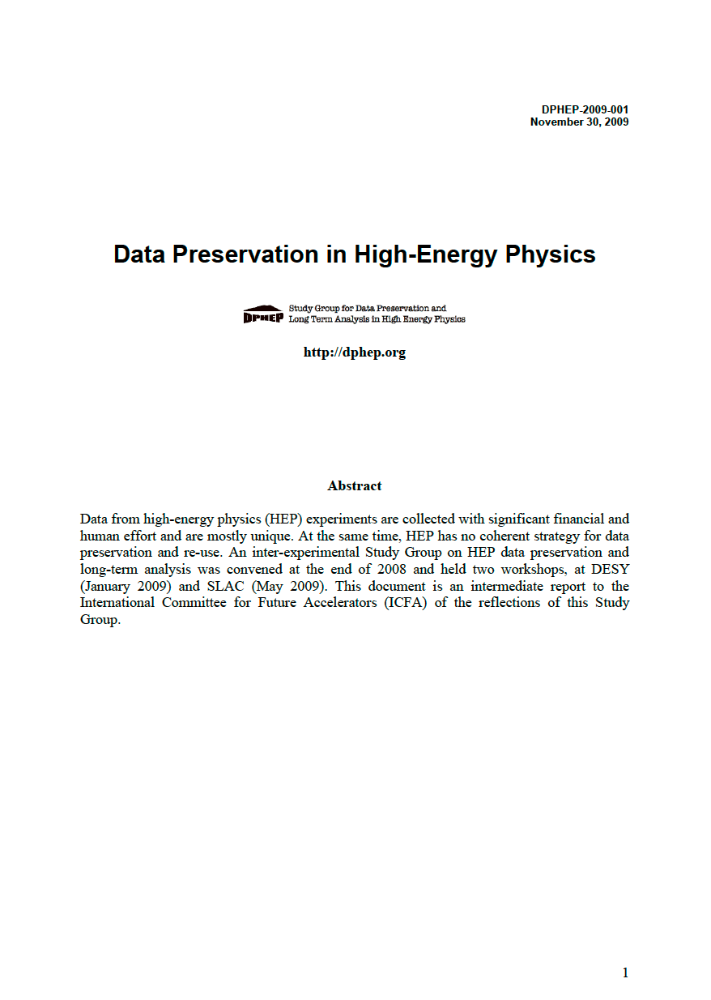 DPHEP-2009-001
November 30, 2009
Data Preservation in High-Energy Physics
DPHEP
Study Group for Data Preservation and
Long Term Analysis in High Energy Physics
http://dphep.org
Abstract
Data from high-energy physics (HEP) experiments are collected with significant financial and
human effort and are mostly unique. At the same time, HEP has no coherent strategy for data
preservation and re-use. An inter-experimental Study Group on HEP data preservation and
long-term analysis was convened at the end of 2008 and held two workshops, at DESY
(January 2009) and SLAC (May 2009). This document is an intermediate report to the
International Committee for Future Accelerators (ICFA) of the reflections of this Study
Group.
1